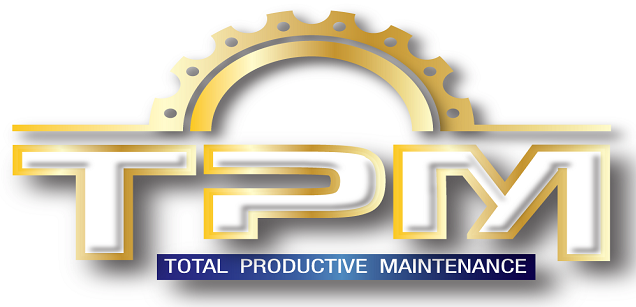 TPM
TOTAL PRODUCTIVE MAINTENANCE